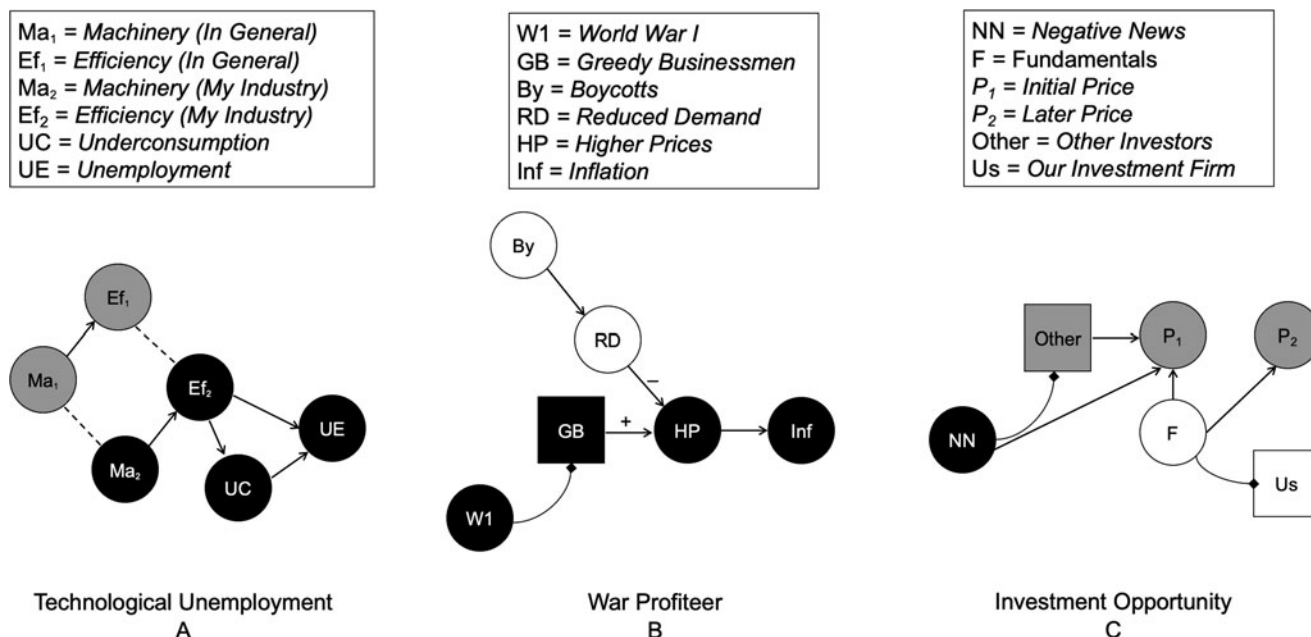 Ma₁ = Machinery (In General)
Ef₁ = Efficiency (In General)
Ma₂ = Machinery (My Industry)
Ef₂ = Efficiency (My Industry)
UC = Underconsumption
UE = Unemployment
W1 = World War I
GB = Greedy Businessmen
By = Boycotts
RD = Reduced Demand
HP = Higher Prices
Inf = Inflation
NN = Negative News
F = Fundamentals
P₁ = Initial Price
P₂ = Later Price
Other = Other Investors
Us = Our Investment Firm
Ef₁
Ma₁
Ef₂
Ma₂
UC
UE
By
RD
−
GB
+
HP
Inf
W1
Other
P₁
P₂
NN
F
Us
Technological Unemployment
A
War Profiteer
B
Investment Opportunity
C